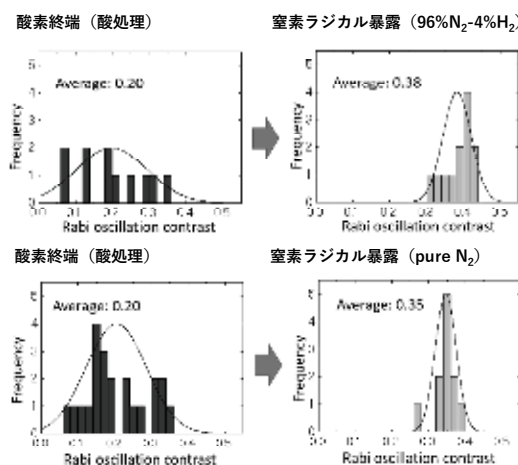 酸素終端（酸処理）
窒素ラジカル暴露（96%N₂-4%H₂）
Average: 0.20
Average: 0.38
Frequency
Frequency
Rabi oscillation contrast
Rabi oscillation contrast
酸素終端（酸処理）
窒素ラジカル暴露（pure N₂）
Average: 0.20
Average: 0.35
Frequency
Frequency
Rabi oscillation contrast
Rabi oscillation contrast